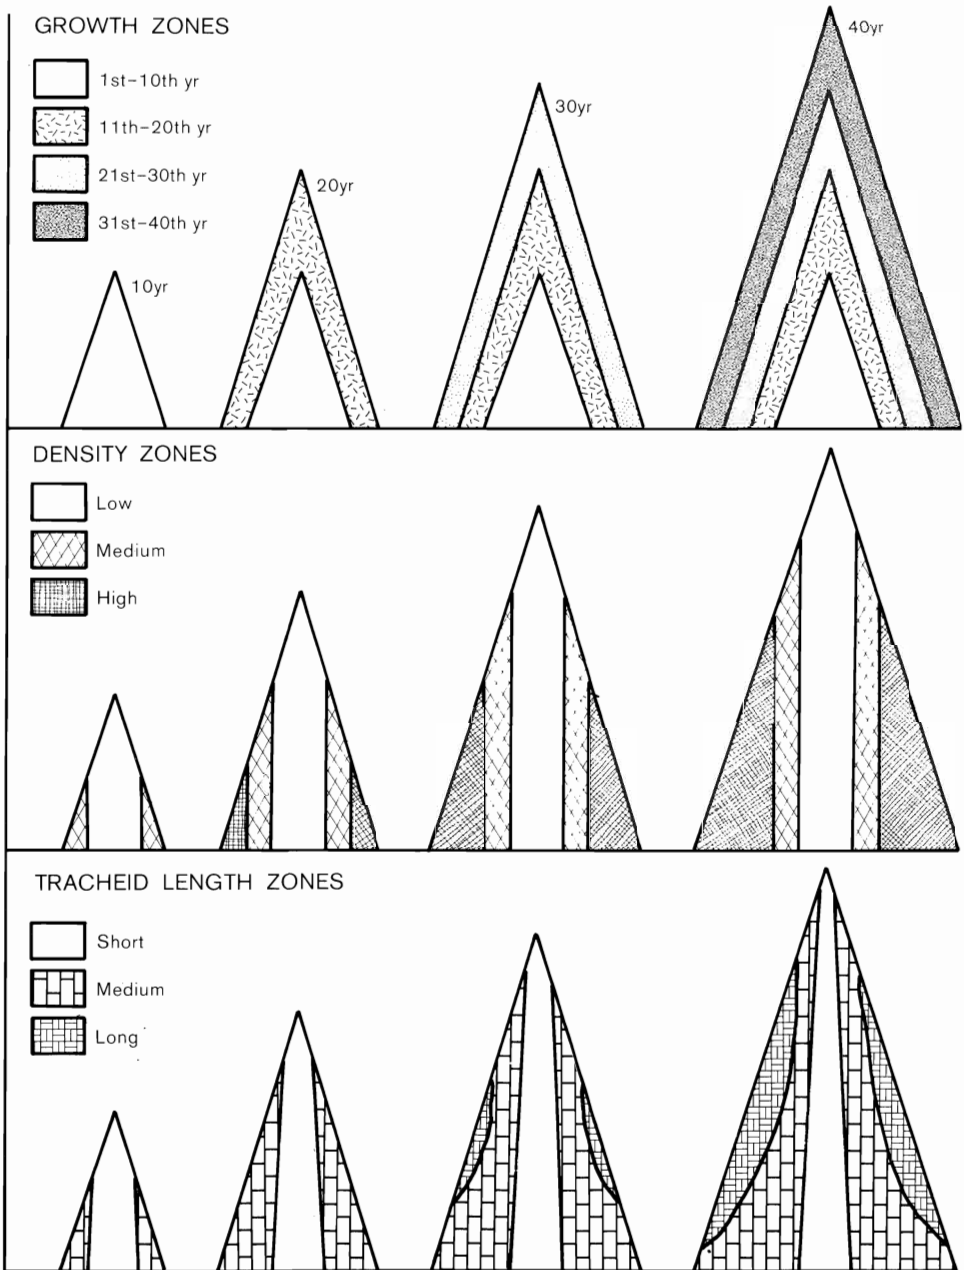 GROWTH ZONES
1st–10th yr
11th–20th yr
21st–30th yr
31st–40th yr
10yr
20yr
30yr
40yr
DENSITY ZONES
Low
Medium
High
TRACHEID LENGTH ZONES
Short
Medium
Long